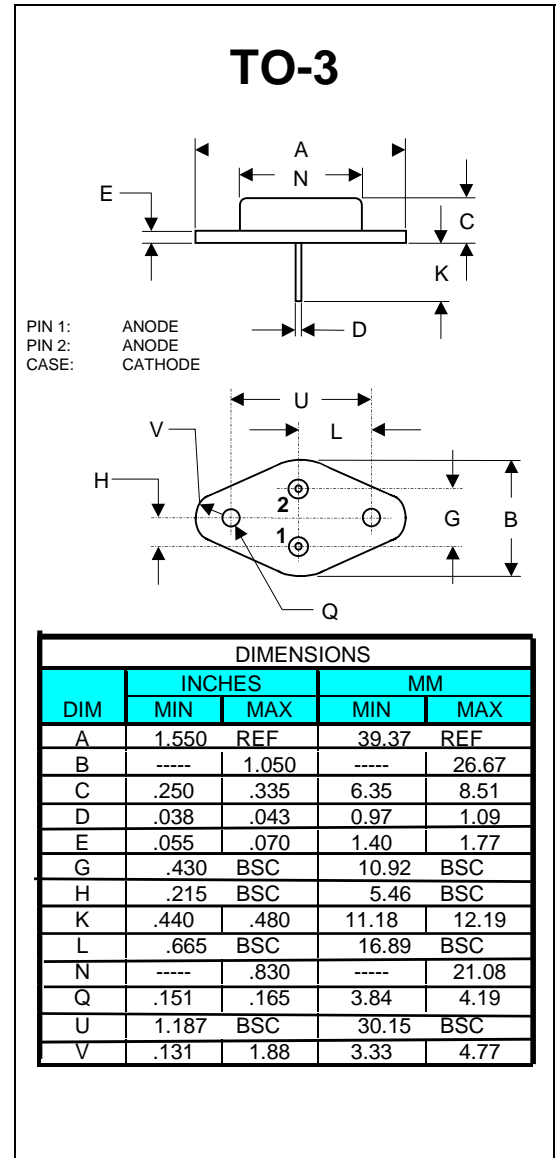 TO-3
A
N
E
C
K
D
PIN 1: ANODE
PIN 2: ANODE
CASE: CATHODE
U
V
L
H
2
G
B
1
Q
DIMENSIONS
INCHES MM
DIM MIN MAX MIN MAX
A 1.550 REF 39.37 REF
B ----- 1.050 ----- 26.67
C .250 .335 6.35 8.51
D .038 .043 0.97 1.09
E .055 .070 1.40 1.77
G .430 BSC 10.92 BSC
H .215 BSC 5.46 BSC
K .440 .480 11.18 12.19
L .665 BSC 16.89 BSC
N ----- .830 ----- 21.08
Q .151 .165 3.84 4.19
U 1.187 BSC 30.15 BSC
V .131 1.88 3.33 4.77